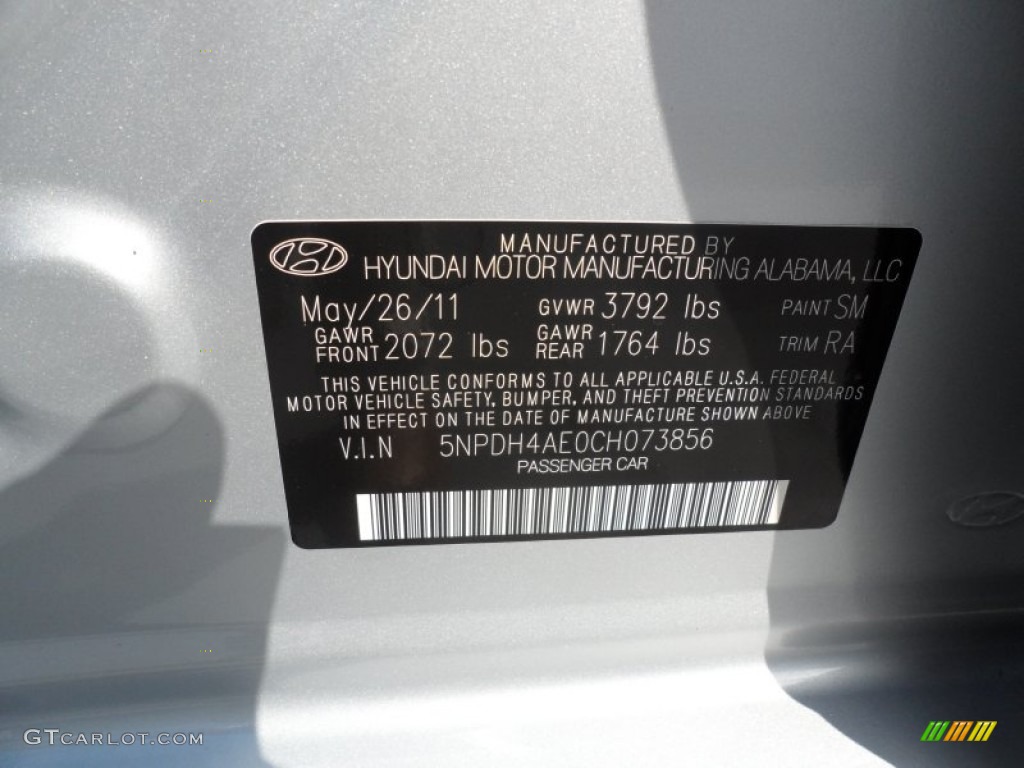 MANUFACTURED BY
HYUNDAI MOTOR MANUFACTURING ALABAMA, LLC
May/26/11 GVWR 3792 lbs PAINT SM
GAWR FRONT 2072 lbs GAWR REAR 1764 lbs TRIM RA
THIS VEHICLE CONFORMS TO ALL APPLICABLE U.S.A. FEDERAL
MOTOR VEHICLE SAFETY, BUMPER, AND THEFT PREVENTION STANDARDS
IN EFFECT ON THE DATE OF MANUFACTURE SHOWN ABOVE
V.I.N 5NPDH4AE0CH073856
PASSENGER CAR
GTCARLOT.COM